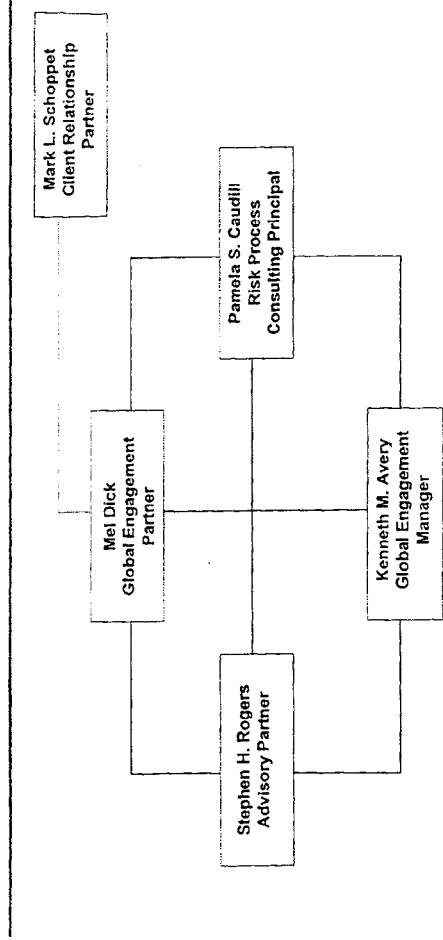 Mark L. Schoppet
Client Relationship
Partner
Mel Dick
Global Engagement
Partner
Stephen H. Rogers
Advisory Partner
Pamela S. Caudill
Risk Process
Consulting Principal
Kenneth M. Avery
Global Engagement
Manager